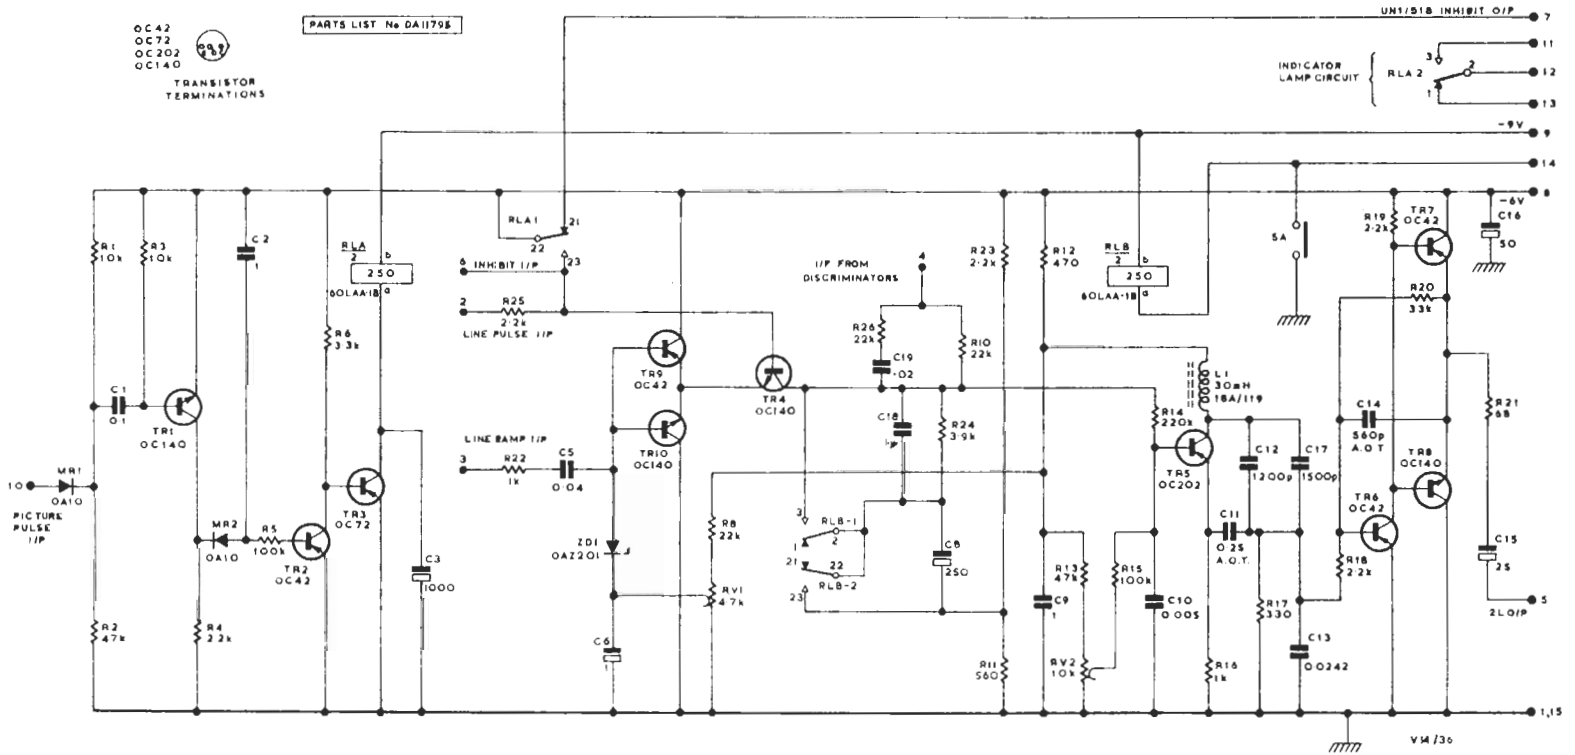 OC42
OC72
OC202
OC140
TRANSISTOR
TERMINATIONS
PARTS LIST No DA11795
UN1/518 INHIBIT O/P
7
11
12
13
INDICATOR
LAMP CIRCUIT
RLA 2
3
2
1
-9V
9
14
8
-6V
R1
10k
R3
10k
C2
1
RLA
2
b
250
a
60LAA-1B
RLA1
21
22
23
6
INHIBIT I/P
2
R25
2·2k
LINE PULSE I/P
I/P FROM
DISCRIMINATORS
4
R23
2·2k
R12
470
RLB
2
b
250
a
60LAA-1B
SA
R19
2·2k
TR7
OC42
C16
50
R20
33k
R6
3·3k
R26
22k
C19
·02
R10
22k
TR9
OC42
TR4
OC140
L1
30mH
18A/119
C1
0·1
TR1
OC140
C18
R24
3·9k
R14
220k
TR5
OC202
C12
1200p
C17
1500p
C14
560p
A.O.T
R21
68
TR10
OC140
LINE RAMP I/P
3
R22
1k
C5
0·04
MR1
OA10
10
PICTURE
PULSE
I/P
TR3
OC72
TR8
OC140
TR6
OC42
MR2
OA10
R5
100k
TR2
OC42
C3
1000
ZD1
OAZ201
R8
22k
RV1
4·7k
3
RLB-1
1
2
21
22
RLB-2
23
C8
250
C11
0·25
A.O.T.
R13
47k
R15
100k
C9
1
C10
0·005
R17
330
R18
2·2k
C15
25
5
2LO/P
R2
47k
R4
2·2k
C6
1
R11
560
RV2
10k
R16
1k
C13
0·0242
1,15
V14/36